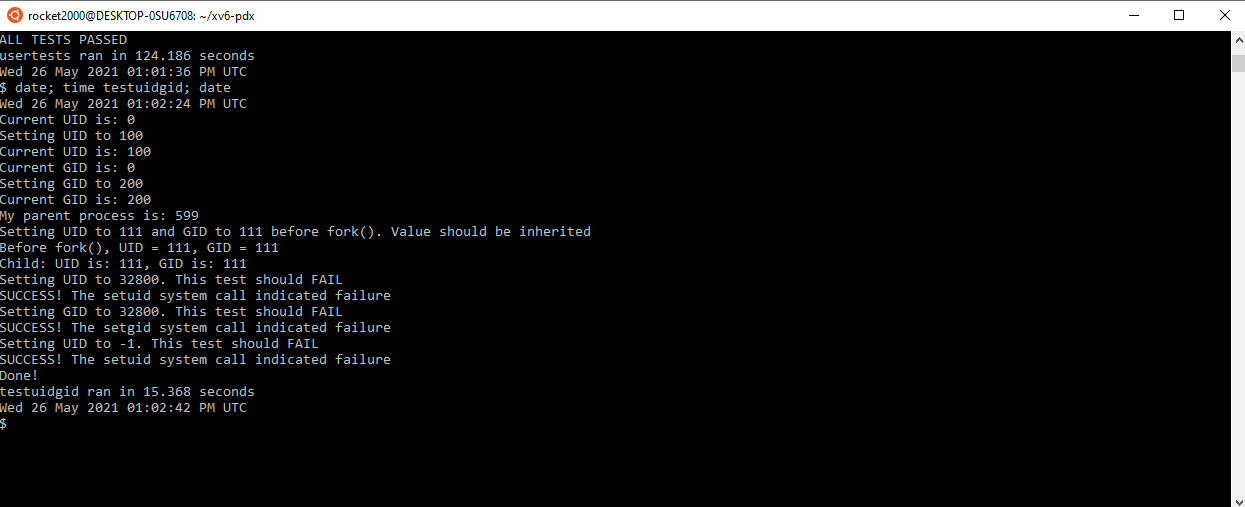 rocket2000@DESKTOP-0SU6708: ~/xv6-pdx
ALL TESTS PASSED
usertests ran in 124.186 seconds
Wed 26 May 2021 01:01:36 PM UTC
$ date; time testuidgid; date
Wed 26 May 2021 01:02:24 PM UTC
Current UID is: 0
Setting UID to 100
Current UID is: 100
Current GID is: 0
Setting GID to 200
Current GID is: 200
My parent process is: 599
Setting UID to 111 and GID to 111 before fork(). Value should be inherited
Before fork(), UID = 111, GID = 111
Child: UID is: 111, GID is: 111
Setting UID to 32800. This test should FAIL
SUCCESS! The setuid system call indicated failure
Setting GID to 32800. This test should FAIL
SUCCESS! The setgid system call indicated failure
Setting UID to -1. This test should FAIL
SUCCESS! The setuid system call indicated failure
Done!
testuidgid ran in 15.368 seconds
Wed 26 May 2021 01:02:42 PM UTC
$